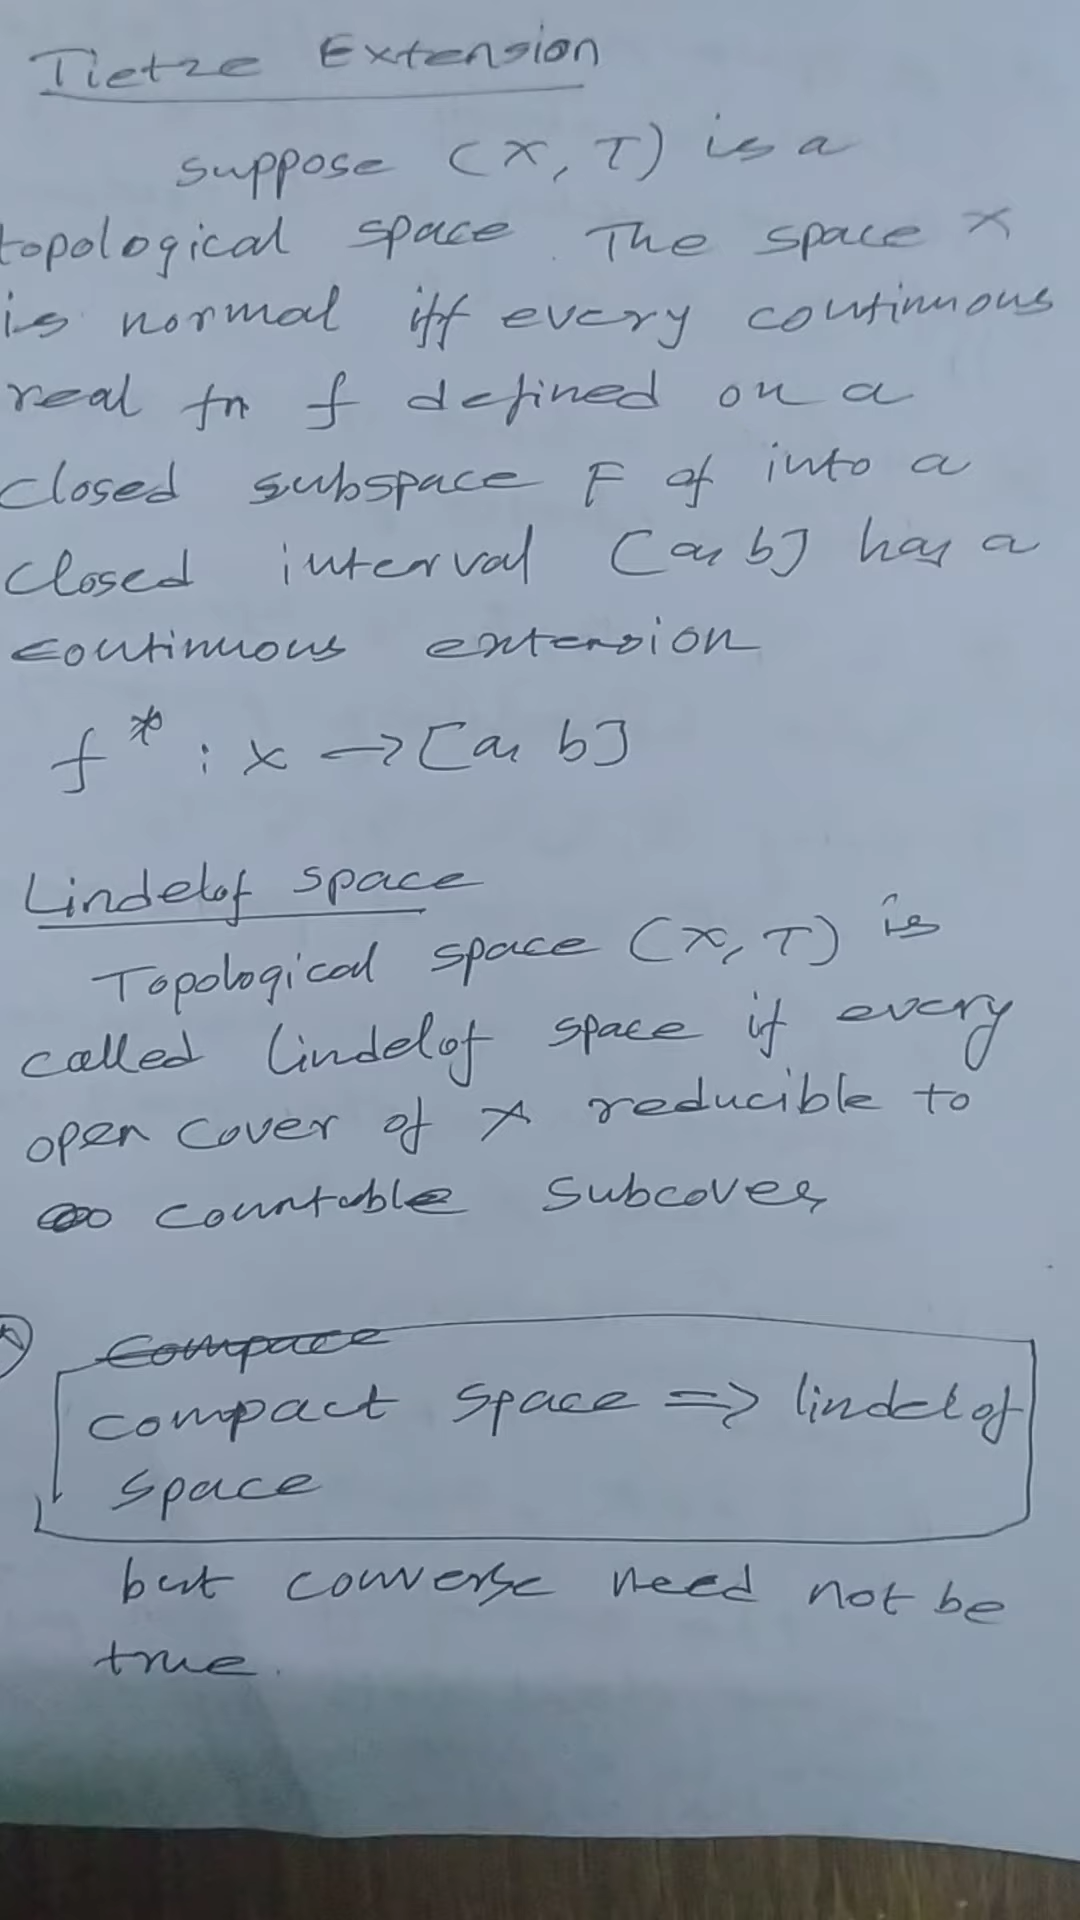 Tietze Extension
suppose (X, T) is a
topological space. The space X
is normal iff every continuous
real fn f defined on a
closed subspace F of into a
closed interval [a, b] has a
continuous extension
f* : X → [a, b]
Lindelof space
Topological space (X, T) is
called lindelof space if every
open cover of X reducible to
countable subcover
Compace
compact space => lindelof
space
but converse need not be
true.